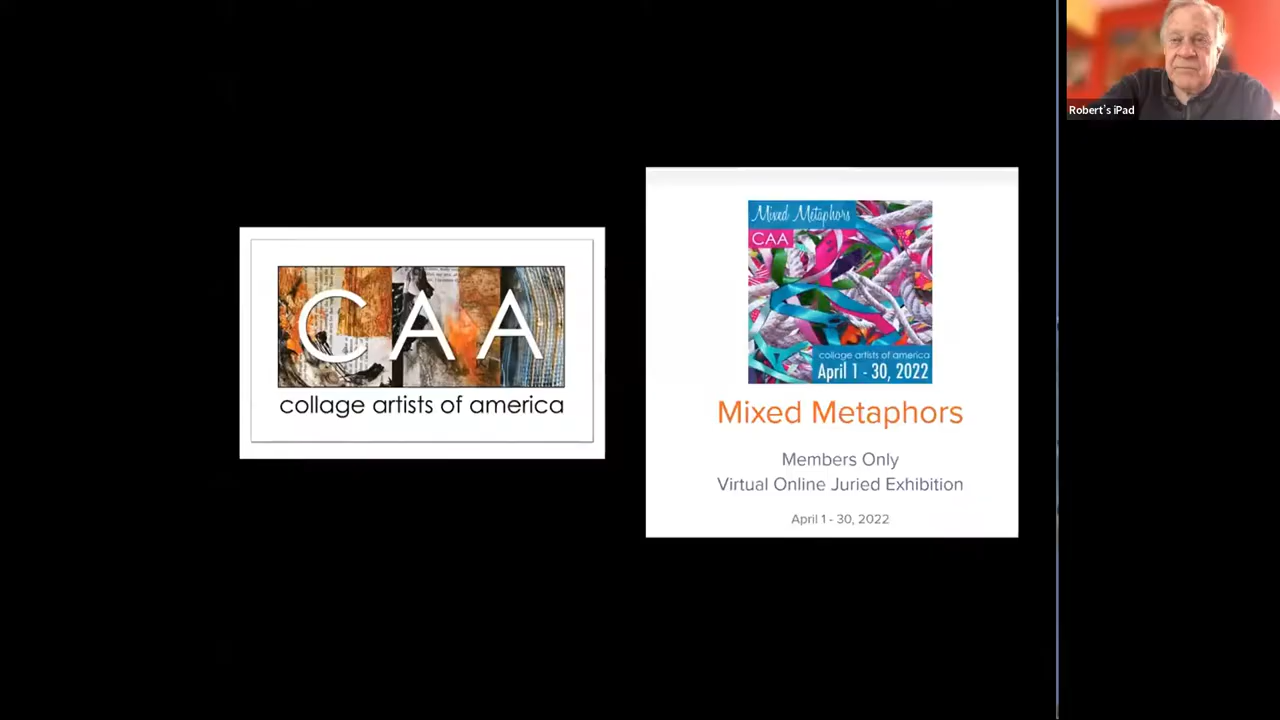 CAA
collage artists of america
Mixed Metaphors
CAA
collage artists of america
April 1 - 30, 2022
Mixed Metaphors
Members Only
Virtual Online Juried Exhibition
April 1 - 30, 2022
Robert's iPad